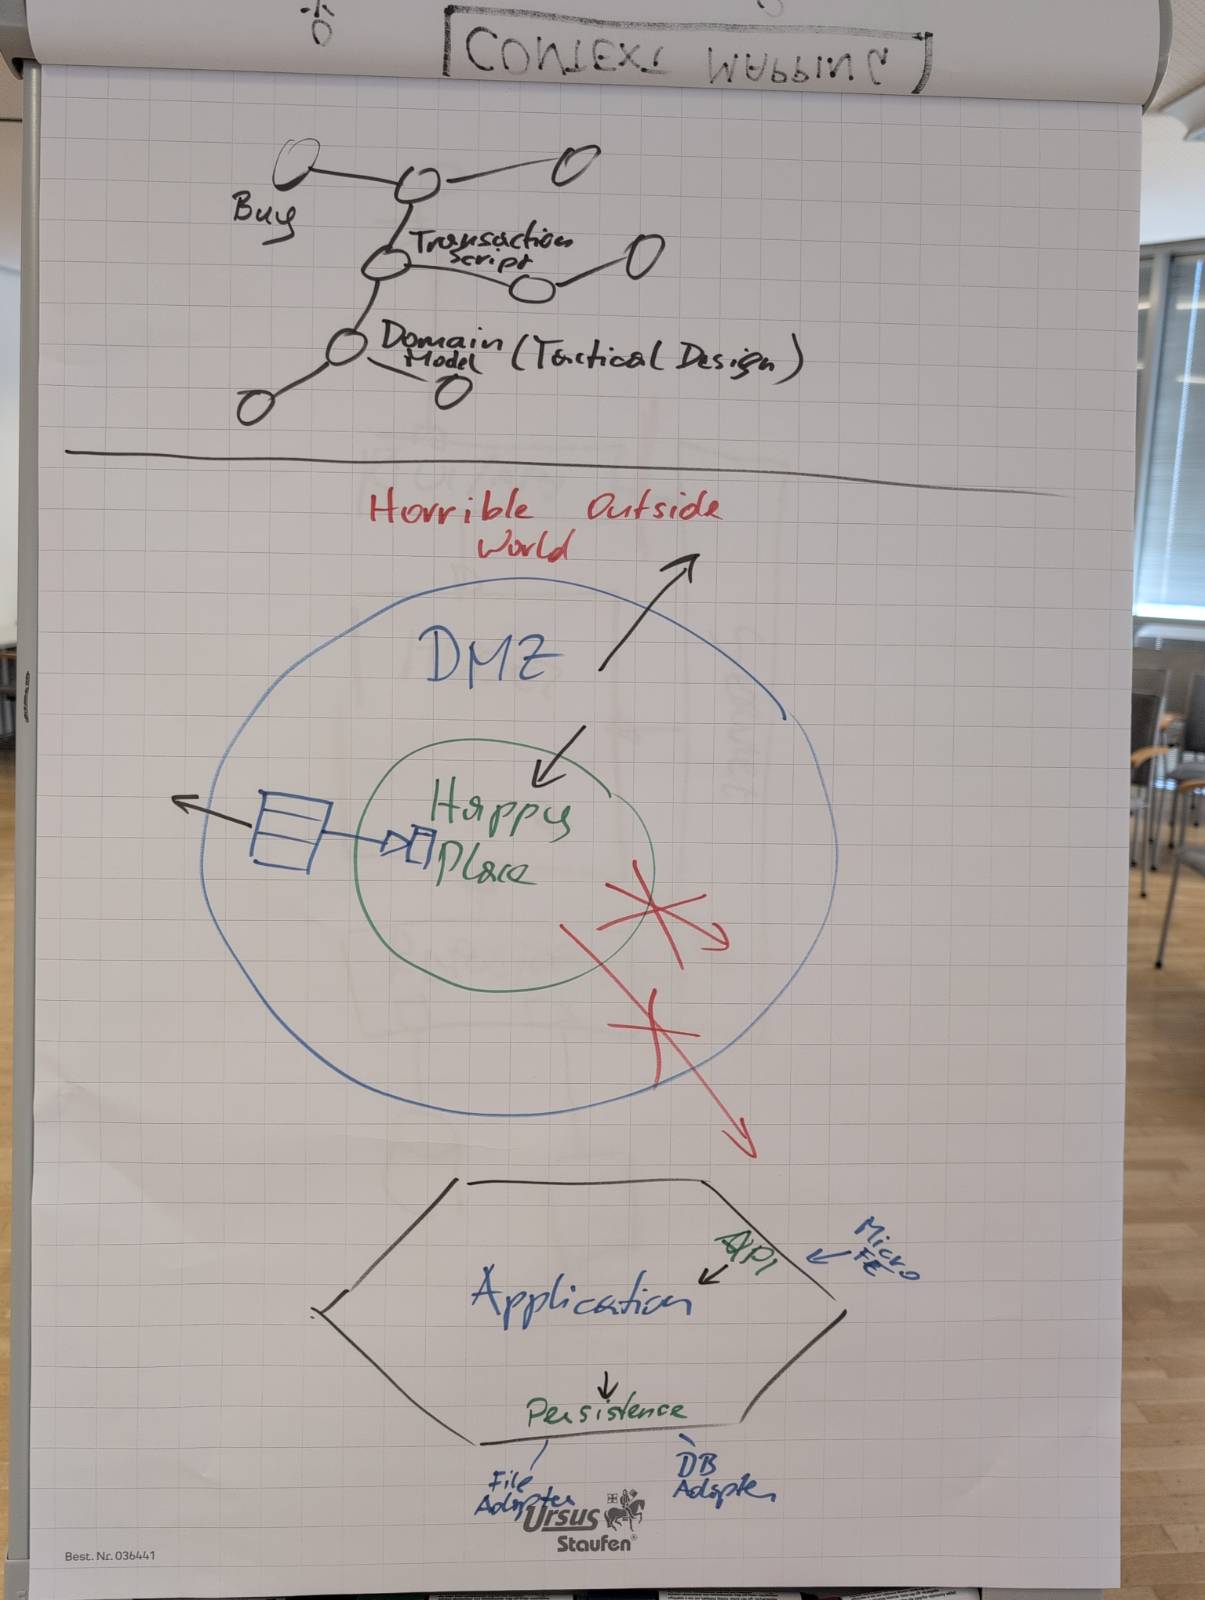 CONTEXT MAPPING
Buy
Transaction
Script
Domain (Tactical Design)
Model
Horrible Outside
World
DMZ
Happy
Place
API
Micro
FE
Application
Persistence
File
Adapter
DB
Adapter
Ursus
Staufen
Best. Nr. 036441